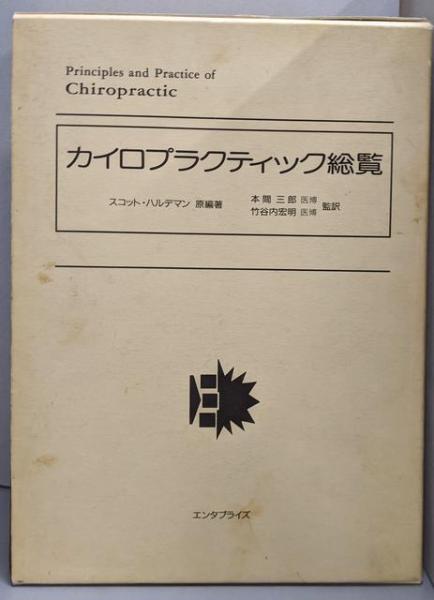 Principles and Practice of
Chiropractic
カイロプラクティック総覧
スコット・ハルデマン 原編著
本間三郎 医博
竹谷内宏明 医博
監訳
エンタプライズ